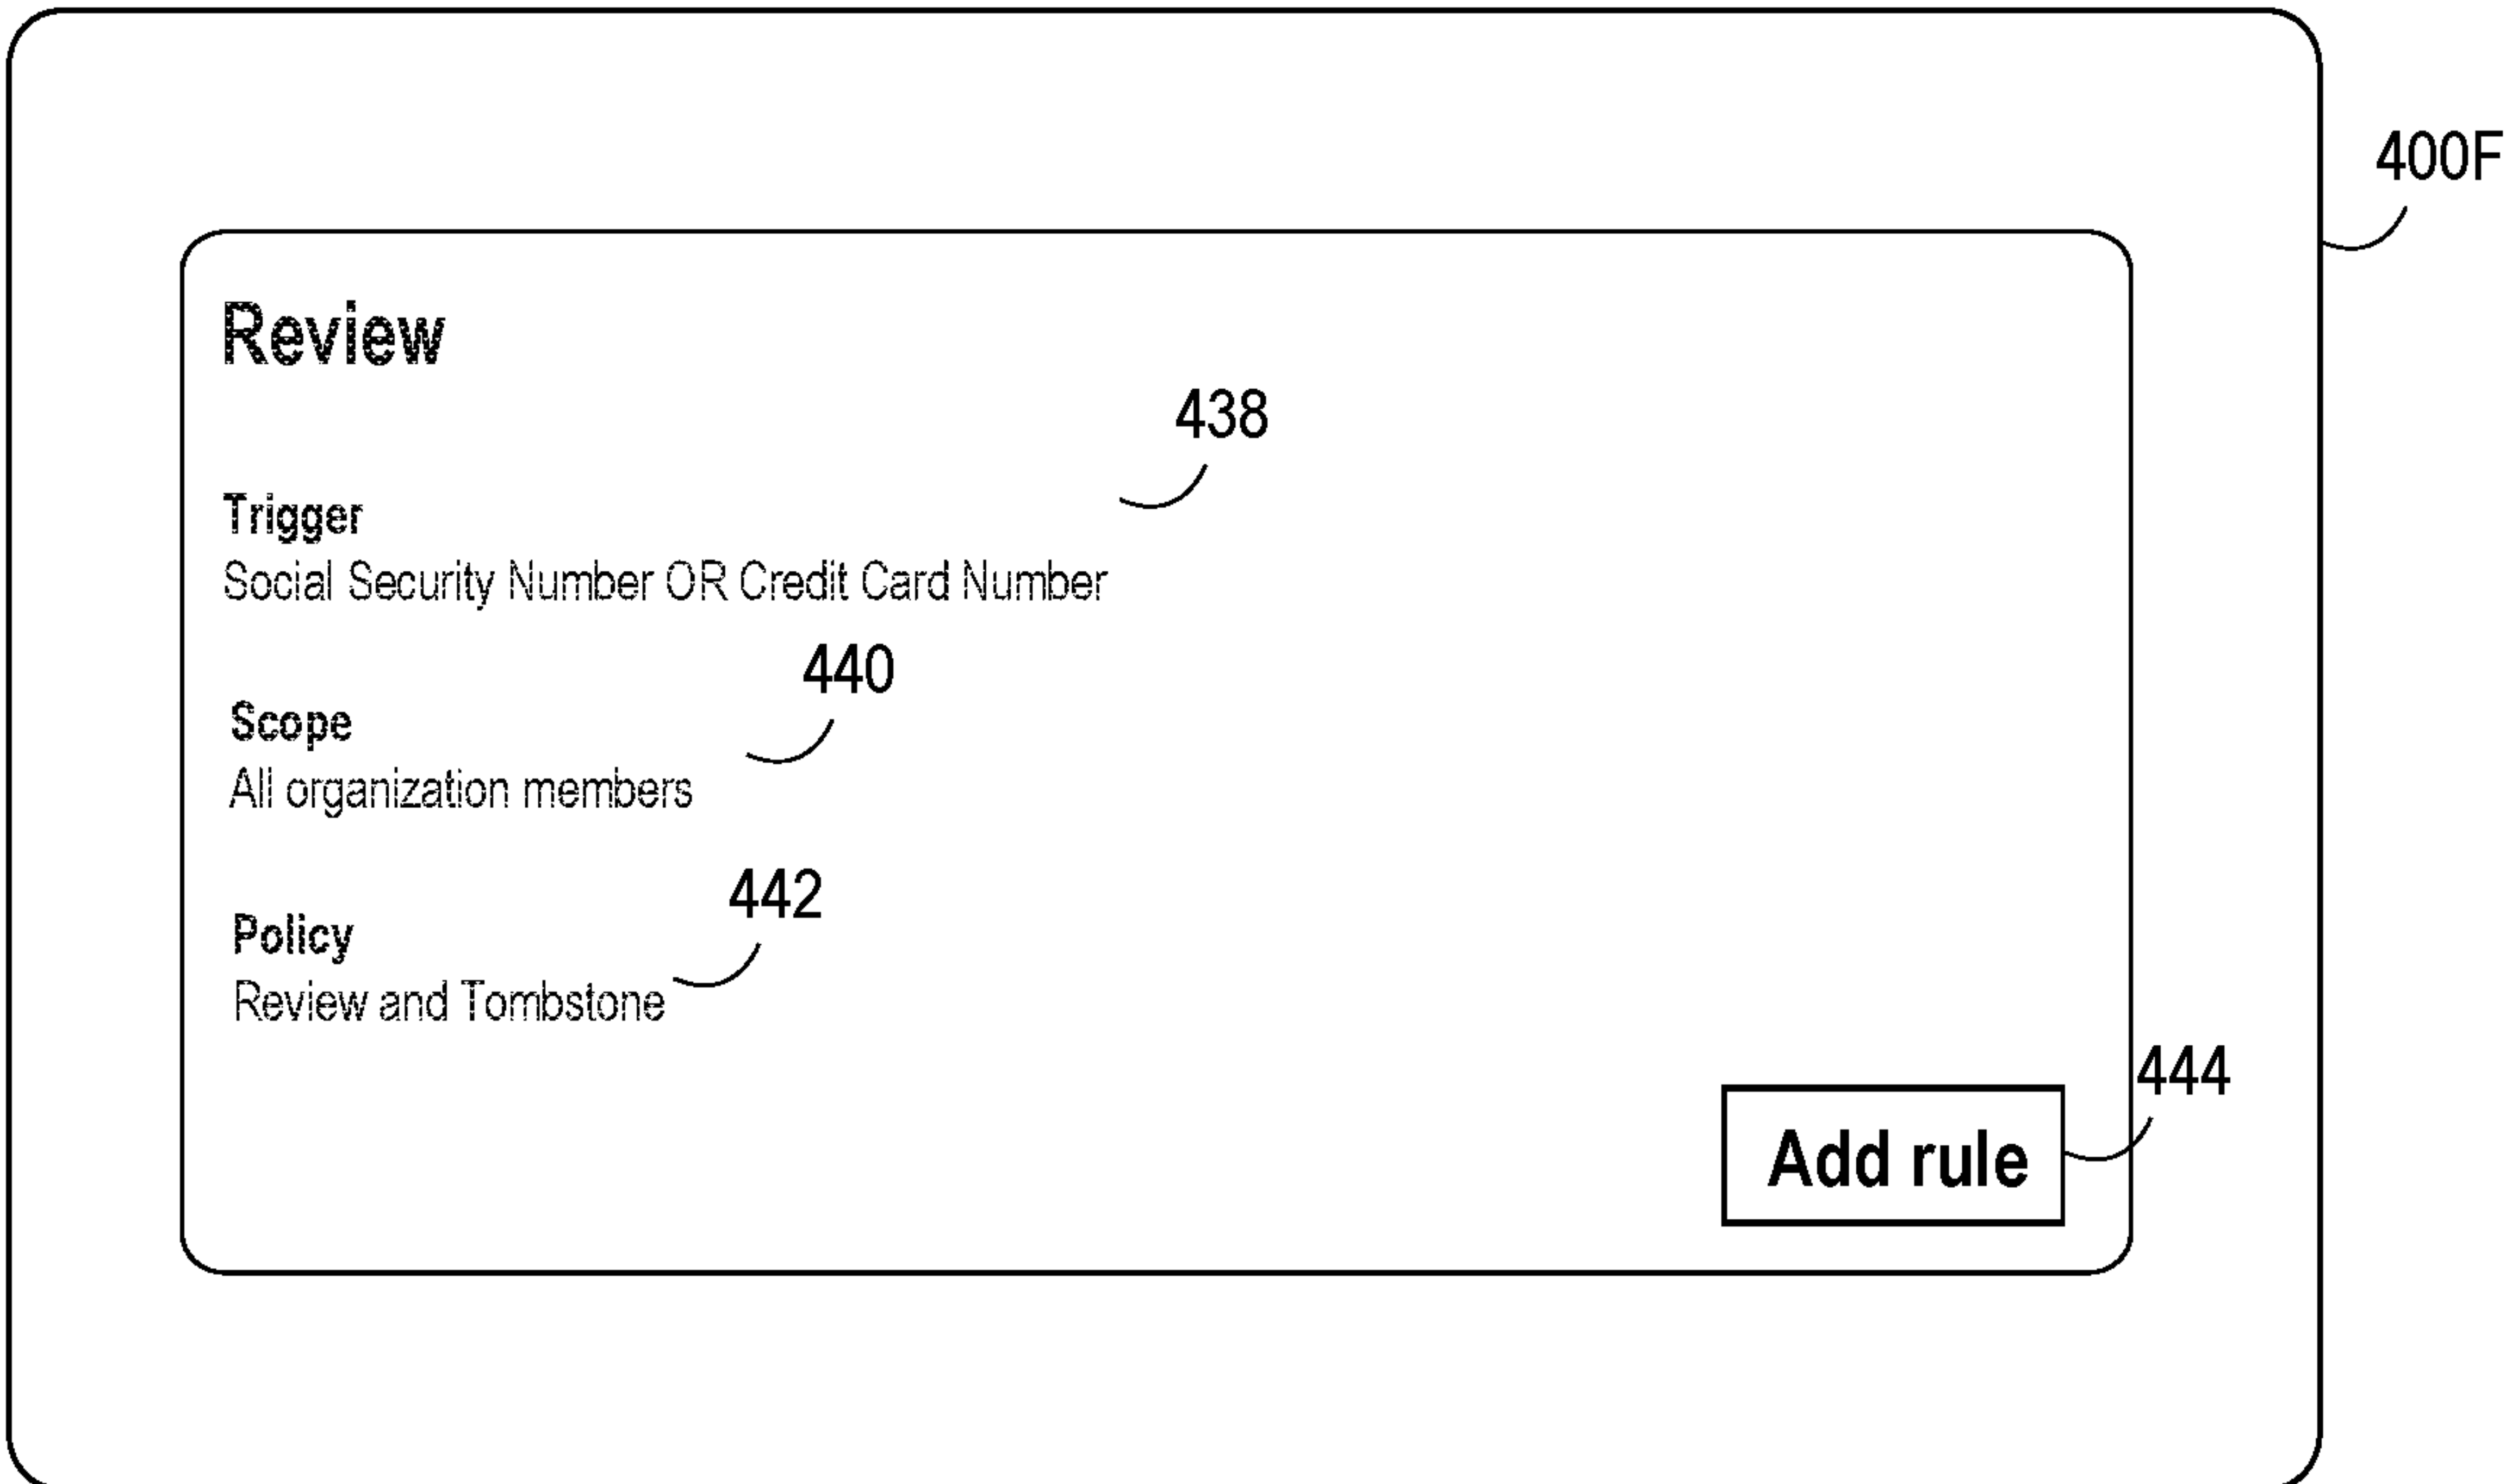 400F
Review
438
Trigger
Social Security Number OR Credit Card Number
440
Scope
All organization members
442
Policy
Review and Tombstone
444
Add rule